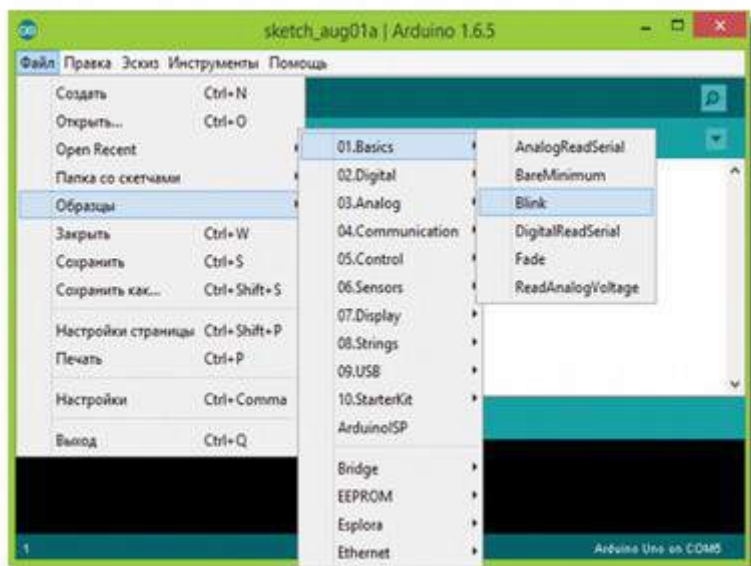 sketch_aug01a | Arduino 1.6.5
Файл Правка Эскиз Инструменты Помощь
Создать Ctrl+N
Открыть... Ctrl+O
Open Recent
Папка со скетчами
Образцы
Закрыть Ctrl+W
Сохранить Ctrl+S
Сохранить как... Ctrl+Shift+S
Настройки страницы Ctrl+Shift+P
Печать Ctrl+P
Настройки Ctrl+Comma
Выход Ctrl+Q
01.Basics
02.Digital
03.Analog
04.Communication
05.Control
06.Sensors
07.Display
08.Strings
09.USB
10.StarterKit
ArduinoISP
Bridge
EEPROM
Esplora
Ethernet
AnalogReadSerial
BareMinimum
Blink
DigitalReadSerial
Fade
ReadAnalogVoltage
1
Arduino Uno on COM6